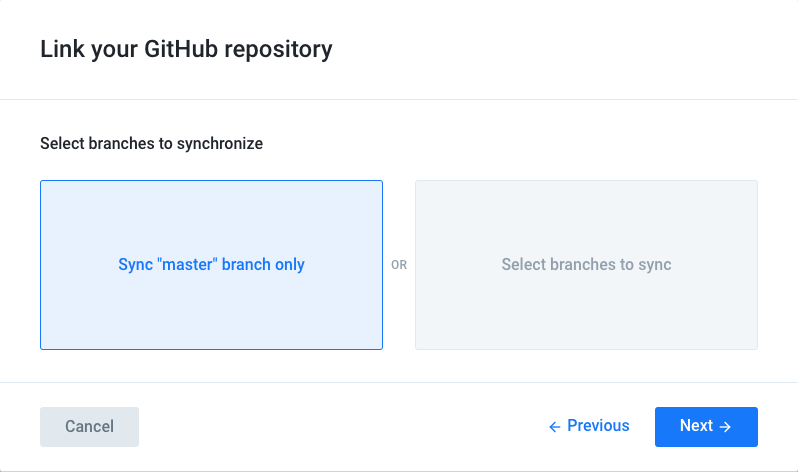 Link your GitHub repository
Select branches to synchronize
Sync "master" branch only
OR
Select branches to sync
Cancel
← Previous
Next →